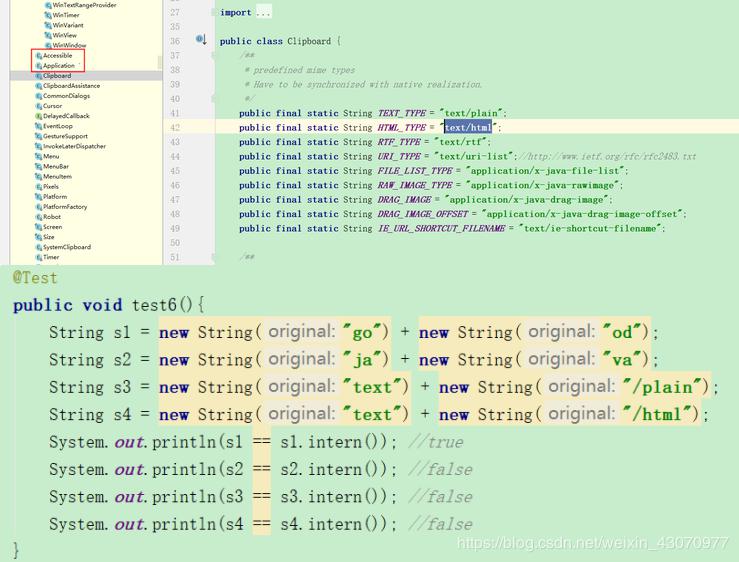 WinTextRangeProvider
WinTimer
WinVariant
WinView
WinWindow
Accessible
Application
Clipboard
ClipboardAssistance
CommonDialogs
Cursor
DelayedCallback
EventLoop
GestureSupport
InvokeLaterDispatcher
Menu
MenuBar
MenuItem
Pixels
Platform
PlatformFactory
Robot
Screen
Size
SystemClipboard
Timer
27 import ...
35
36 public class Clipboard {
37 /**
38 * predefined mime types
39 * Have to be synchronized with native realization.
40 */
41 public final static String TEXT_TYPE = "text/plain";
42 public final static String HTML_TYPE = "text/html";
43 public final static String RTF_TYPE = "text/rtf";
44 public final static String URI_TYPE = "text/uri-list";//http://www.ietf.org/rfc/rfc2483.txt
45 public final static String FILE_LIST_TYPE = "application/x-java-file-list";
46 public final static String RAW_IMAGE_TYPE = "application/x-java-rawimage";
47 public final static String DRAG_IMAGE = "application/x-java-drag-image";
48 public final static String DRAG_IMAGE_OFFSET = "application/x-java-drag-image-offset";
49 public final static String IE_URL_SHORTCUT_FILENAME = "text/ie-shortcut-filename";
50
51 /**
@Test
public void test6(){
String s1 = new String( original: "go") + new String( original: "od");
String s2 = new String( original: "ja") + new String( original: "va");
String s3 = new String( original: "text") + new String( original: "/plain");
String s4 = new String( original: "text") + new String( original: "/html");
System.out.println(s1 == s1.intern()); //true
System.out.println(s2 == s2.intern()); //false
System.out.println(s3 == s3.intern()); //false
System.out.println(s4 == s4.intern()); //false
}
https://blog.csdn.net/weixin_43070977